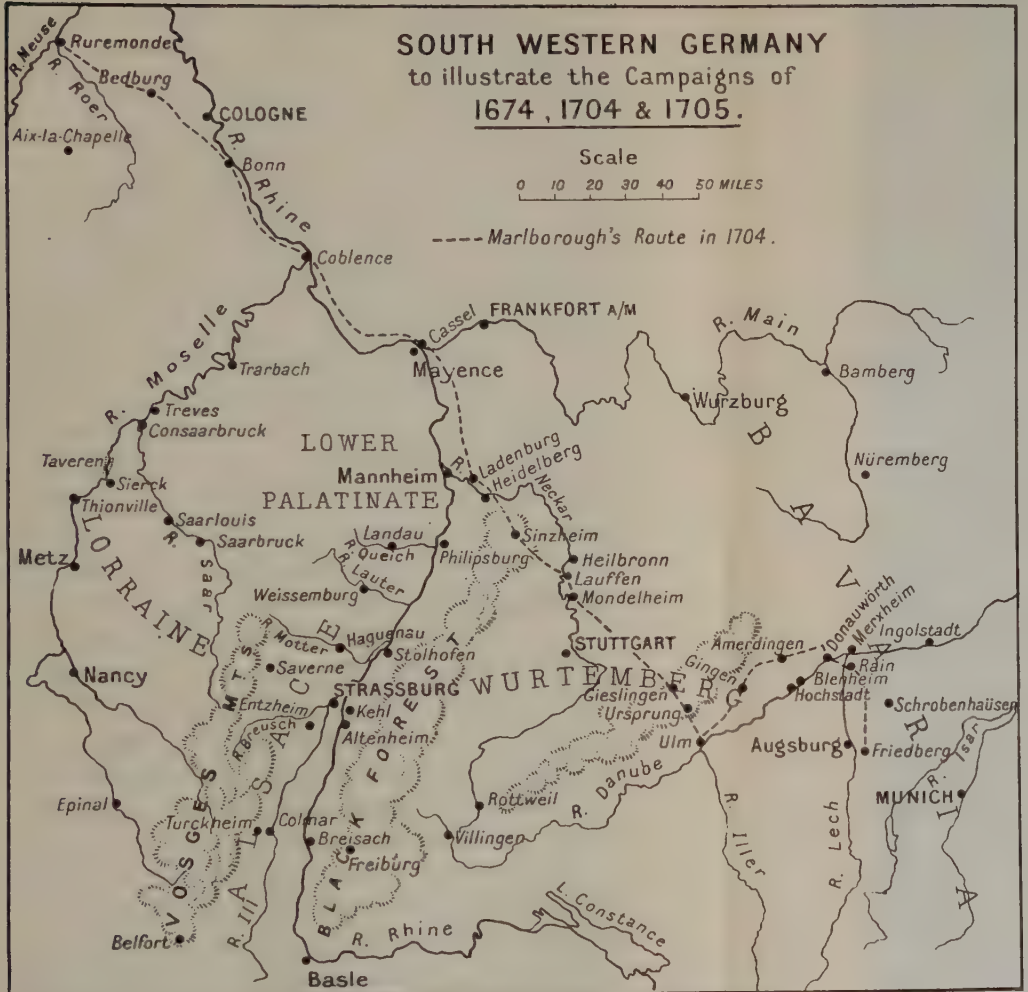 SOUTH WESTERN GERMANY
to illustrate the Campaigns of
1674, 1704 & 1705.
Scale
0 10 20 30 40 50 MILES
Marlborough's Route in 1704.
R. Meuse
Ruremonde
R. Roer
Bedburg
COLOGNE
Aix-la-Chapelle
Bonn
R. Rhine
Coblence
R. Moselle
Cassel
FRANKFORT A/M
Mayence
R. Main
Trarbach
Bamberg
Wurzburg
Treves
Consaarbruck
LOWER
PALATINATE
Taveren
Sierck
Thionville
Mannheim
Ladenburg
Heidelberg
R. Neckar
Nüremberg
BAVARIA
LORRAINE
Saarlouis
Saarbruck
R. Saar
Metz
Landau
R. Queich
R. Lauter
Weissemburg
Philipsburg
Sinzheim
Heilbronn
Lauffen
Mondelheim
R. Motter
Haguenau
Stolhofen
Saverne
STUTTGART
Amerdingen
Donauwörth
Merxheim
Ingolstadt
Rain
Blenheim
Hochstadt
Nancy
STRASSBURG
WURTEMBERG
Gingen
Gieslingen
Ursprung
Entzheim
Kehl
R. Breusch
Altenheim
Schrobenhäusen
Ulm
Augsburg
Friedberg
R. Isar
MUNICH
ALSACE
VOSGES MTS
BLACK FOREST
Epinal
Turckheim
Colmar
Breisach
Freiburg
Rottweil
Villingen
R. Danube
R. Iller
R. Lech
R. Ill
Belfort
R. Rhine
L. Constance
Basle